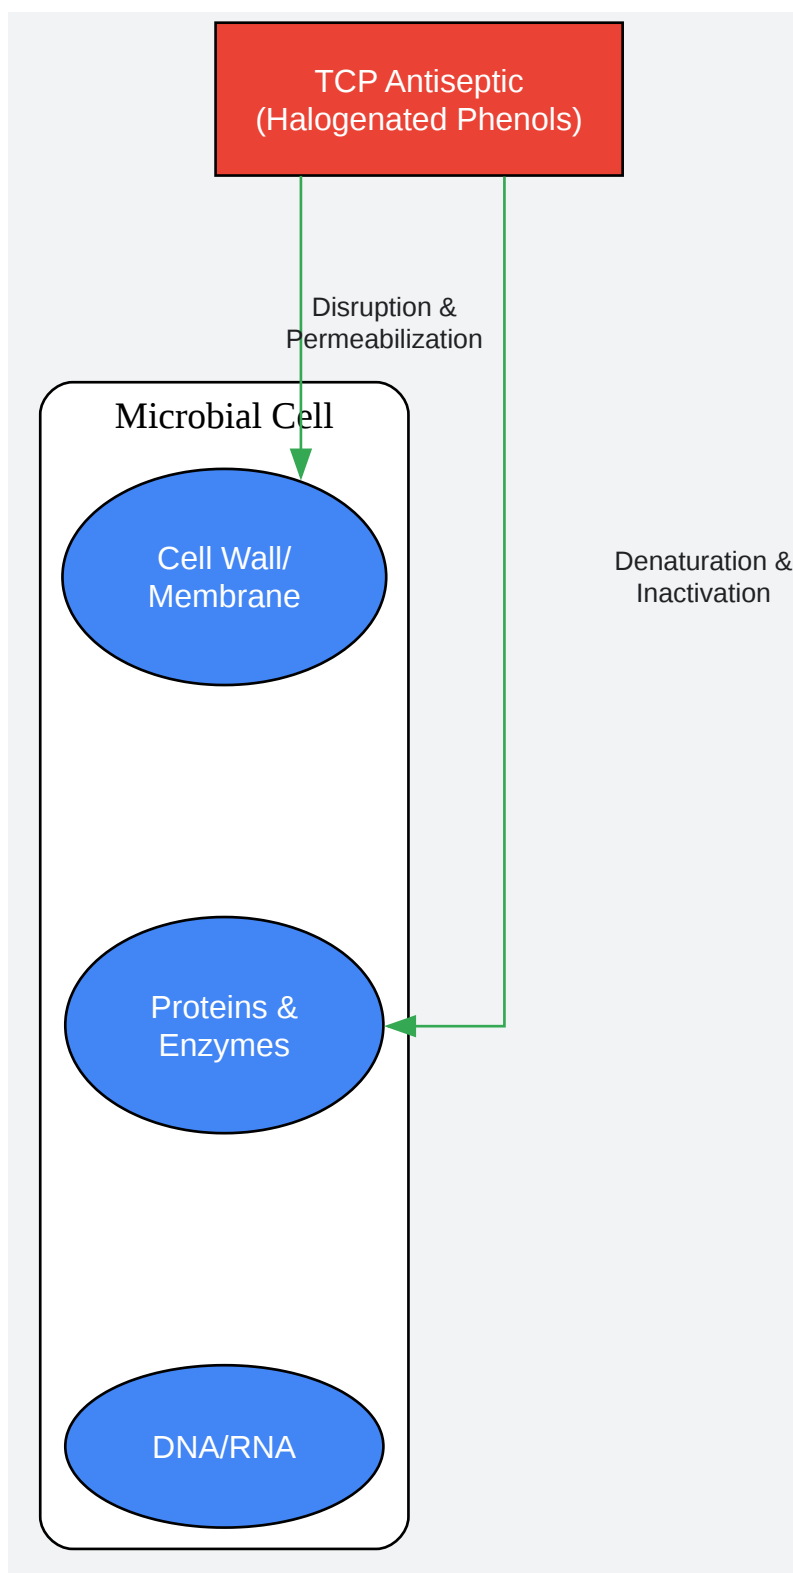 TCP Antiseptic
(Halogenated Phenols)
Disruption &
Permeabilization
Microbial Cell
Cell Wall/
Membrane
Denaturation &
Inactivation
Proteins &
Enzymes
DNA/RNA